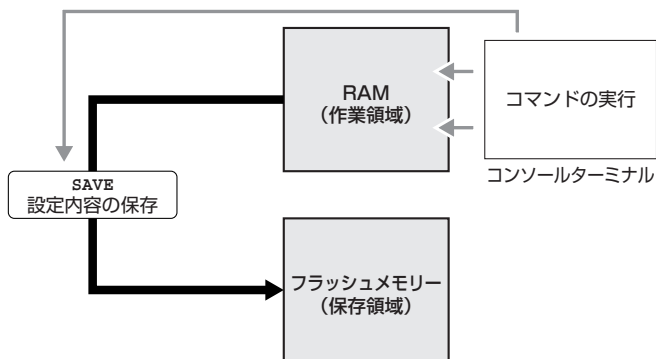 RAM
（作業領域）
コマンドの実行
コンソールターミナル
SAVE
設定内容の保存
フラッシュメモリー
（保存領域）